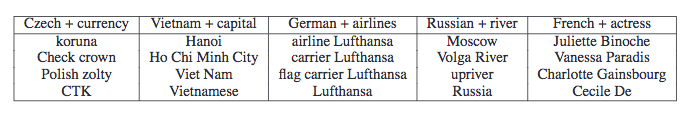 Czech + currency Vietnam + capital German + airlines Russian + river French + actress
koruna Hanoi airline Lufthansa Moscow Juliette Binoche
Check crown Ho Chi Minh City carrier Lufthansa Volga River Vanessa Paradis
Polish zolty Viet Nam flag carrier Lufthansa upriver Charlotte Gainsbourg
CTK Vietnamese Lufthansa Russia Cecile De